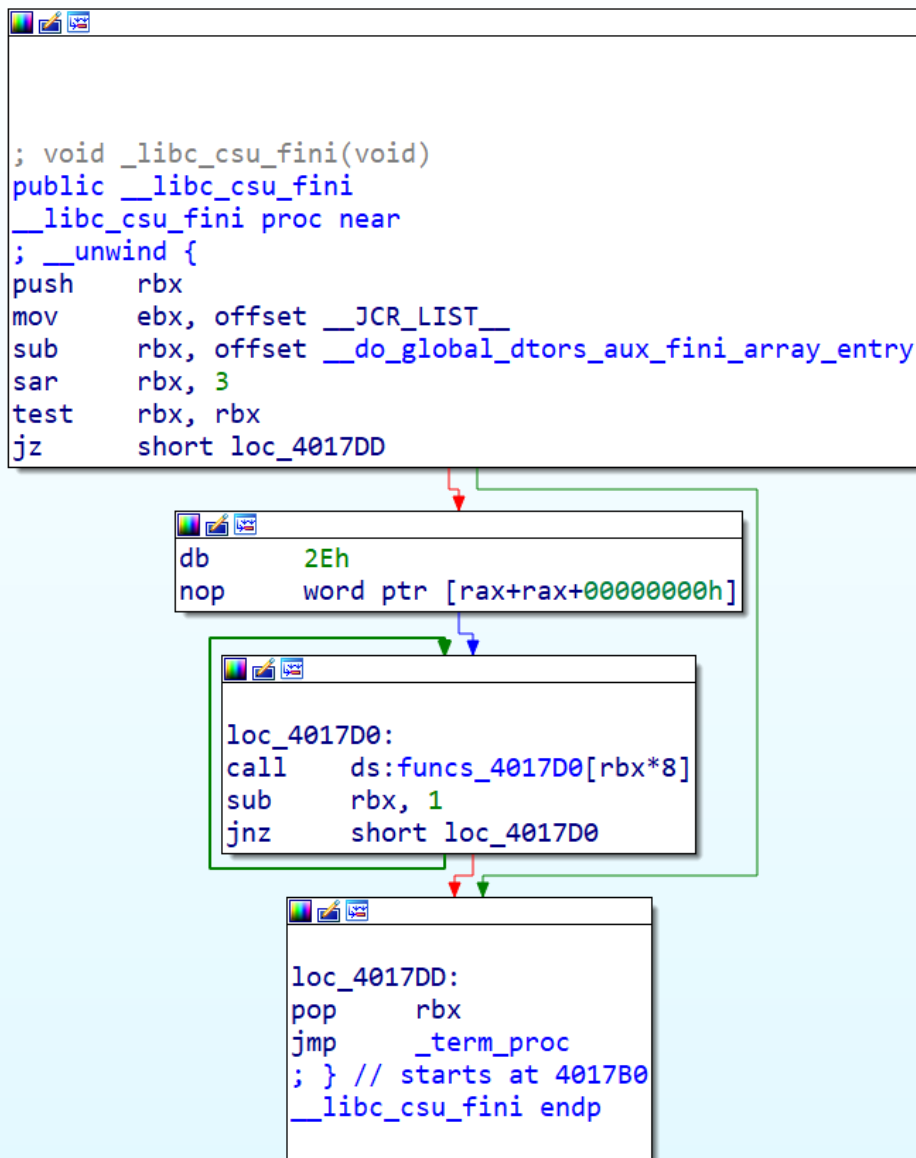 ; void _libc_csu_fini(void)
public __libc_csu_fini
__libc_csu_fini proc near
; __unwind {
push rbx
mov ebx, offset __JCR_LIST__
sub rbx, offset __do_global_dtors_aux_fini_array_entry
sar rbx, 3
test rbx, rbx
jz short loc_4017DD
db 2Eh
nop word ptr [rax+rax+00000000h]
loc_4017D0:
call ds:funcs_4017D0[rbx*8]
sub rbx, 1
jnz short loc_4017D0
loc_4017DD:
pop rbx
jmp _term_proc
; } // starts at 4017B0
__libc_csu_fini endp